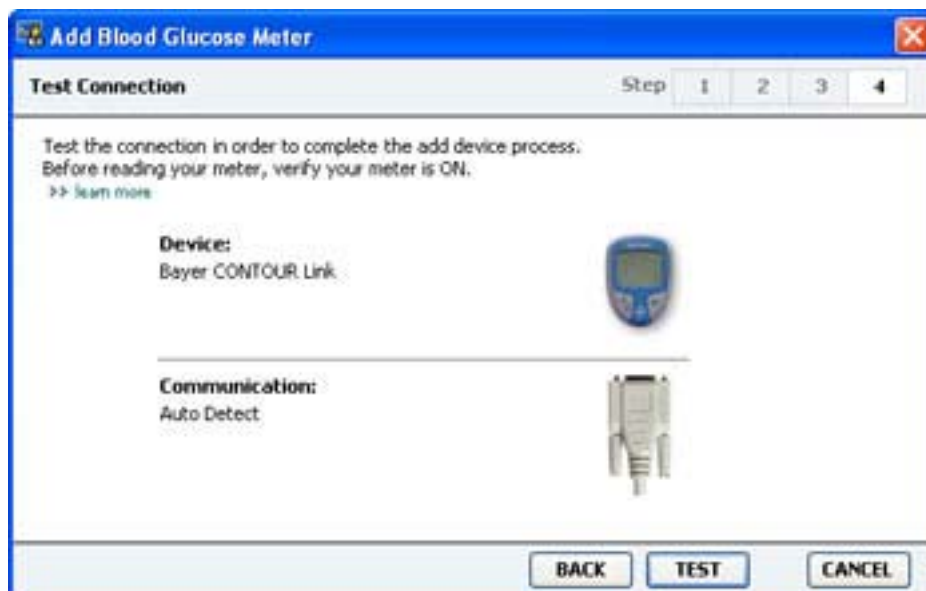 Add Blood Glucose Meter
Test Connection
Step 1 2 3 4
Test the connection in order to complete the add device process.
Before reading your meter, verify your meter is ON.
>> learn more
Device:
Bayer CONTOUR Link
Communication:
Auto Detect
BACK TEST CANCEL